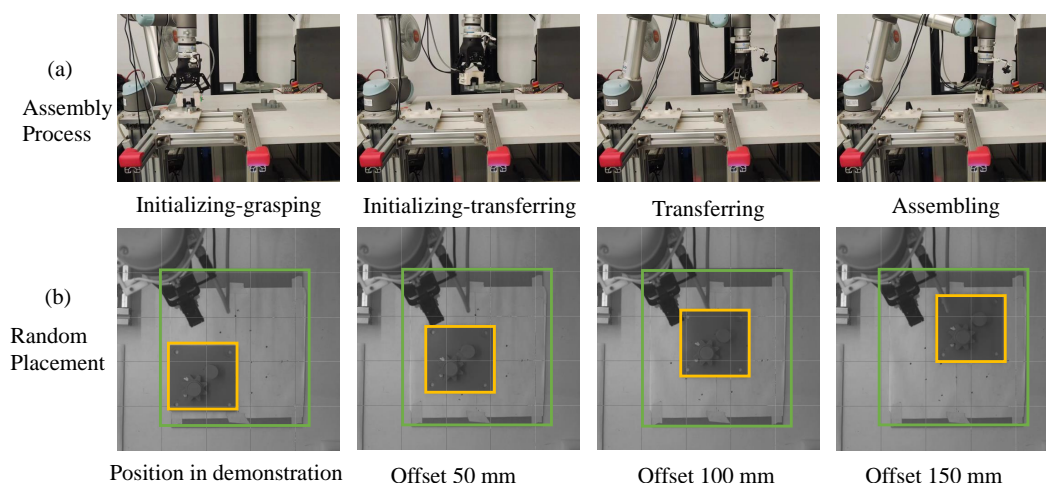 (a)
Assembly
Process
Initializing-grasping
Initializing-transferring
Transferring
Assembling
(b)
Random
Placement
Position in demonstration
Offset 50 mm
Offset 100 mm
Offset 150 mm